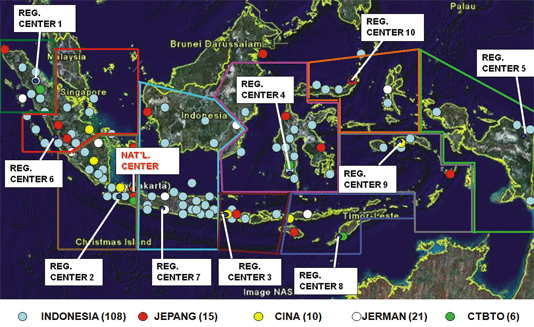 REG.
CENTER 1
Palau
REG.
CENTER 10
Brunei Darussalam
Malaysia
REG.
CENTER 5
REG.
CENTER 4
Singapore
Indonesia
NAT'L.
CENTER
REG.
CENTER 6
REG.
CENTER 9
Timor-Leste
Christmas Island
REG.
CENTER 2
REG.
CENTER 7
REG.
CENTER 3
REG.
CENTER 8
Image NAS
INDONESIA (108)
JEPANG (15)
CINA (10)
JERMAN (21)
CTBTO (6)